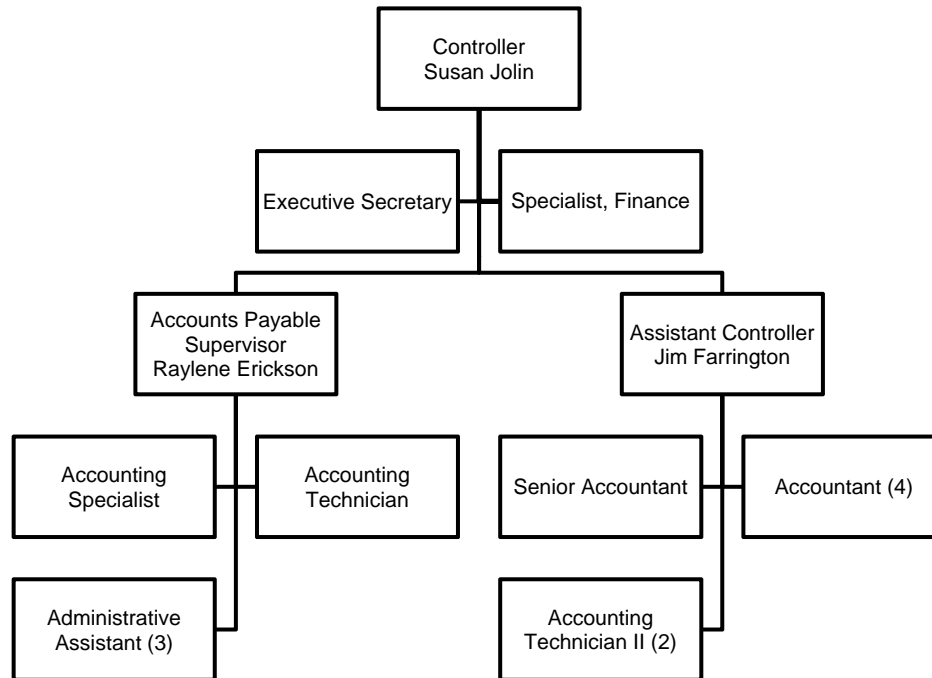 Controller
Susan Jolin
Executive Secretary
Specialist, Finance
Accounts Payable
Supervisor
Raylene Erickson
Assistant Controller
Jim Farrington
Accounting
Specialist
Accounting
Technician
Senior Accountant
Accountant (4)
Administrative
Assistant (3)
Accounting
Technician II (2)